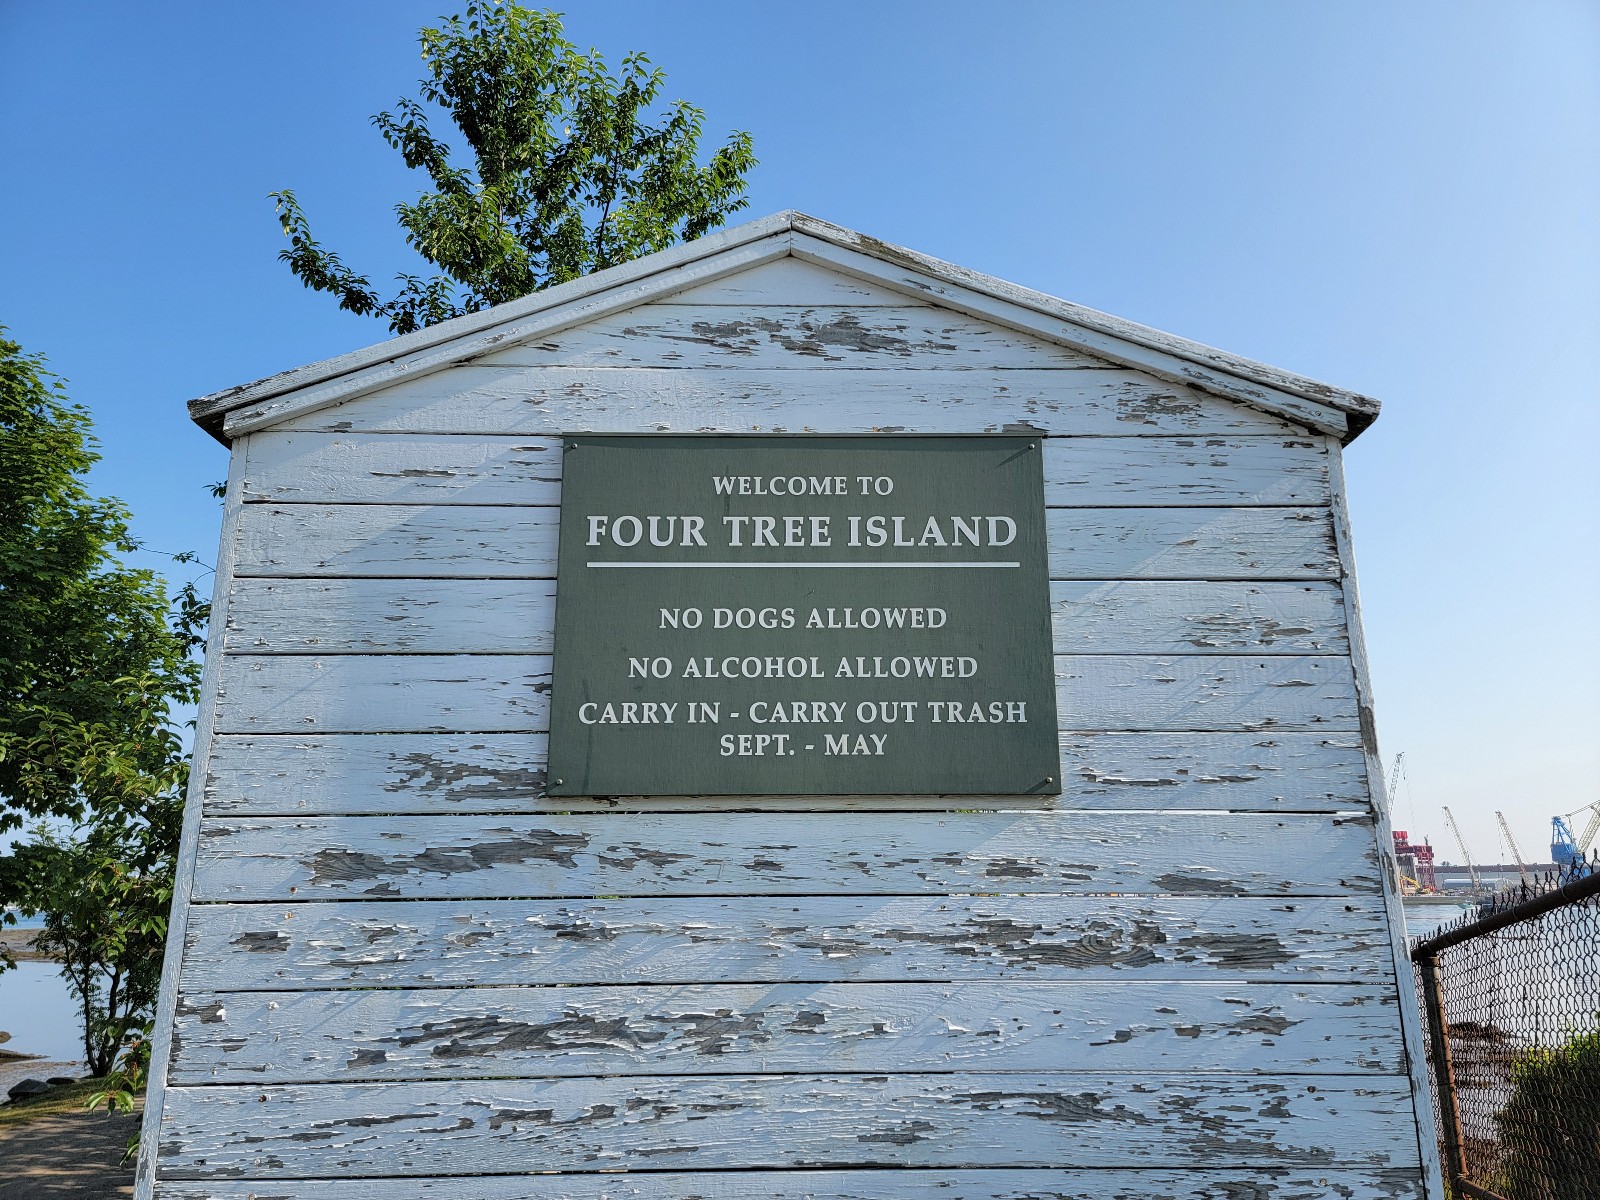 WELCOME TO
FOUR TREE ISLAND
NO DOGS ALLOWED
NO ALCOHOL ALLOWED
CARRY IN - CARRY OUT TRASH
SEPT. - MAY